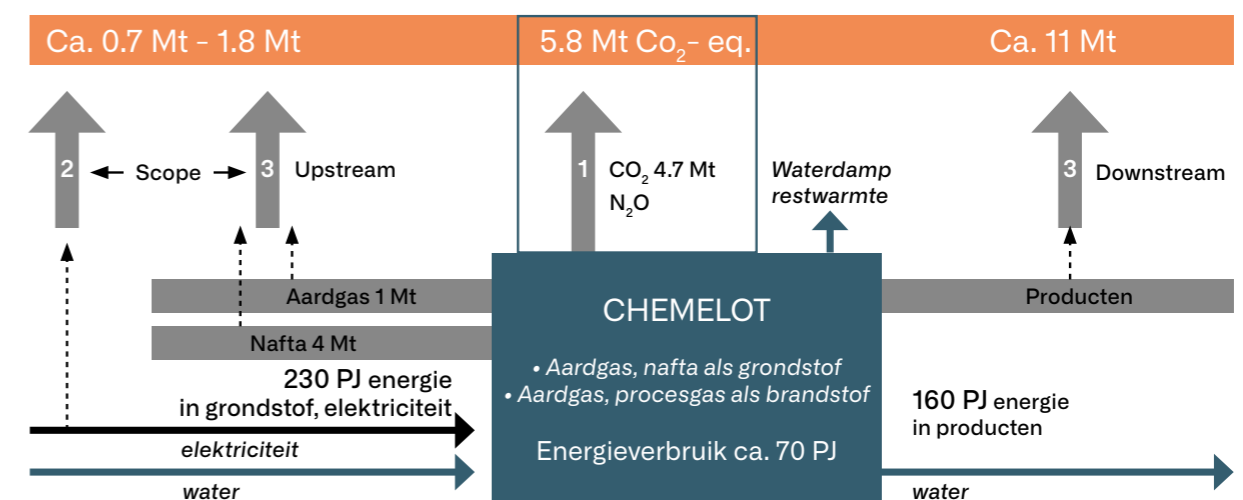 Ca. 0.7 Mt - 1.8 Mt
5.8 Mt Co₂- eq.
Ca. 11 Mt
2
Scope
3
Upstream
1
CO₂ 4.7 Mt
N₂O
Waterdamp
restwarmte
3
Downstream
Aardgas 1 Mt
Nafta 4 Mt
230 PJ energie
in grondstof, elektriciteit
elektriciteit
water
CHEMELOT
• Aardgas, nafta als grondstof
• Aardgas, procesgas als brandstof
Energieverbruik ca. 70 PJ
Producten
160 PJ energie
in producten
water